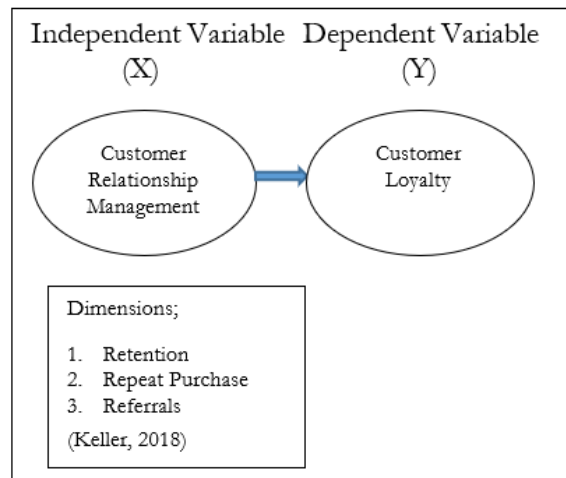 Independent Variable
(X)
Dependent Variable
(Y)
Customer
Relationship
Management
Customer
Loyalty
Dimensions;
1. Retention
2. Repeat Purchase
3. Referrals
(Keller, 2018)